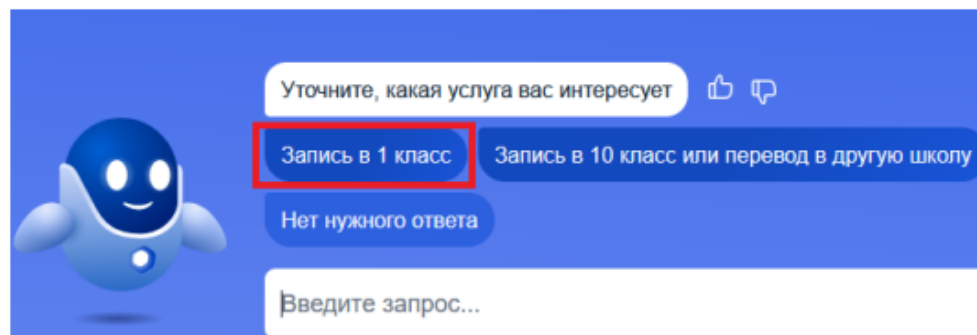 Уточните, какая услуга вас интересует
Запись в 1 класс
Запись в 10 класс или перевод в другую школу
Нет нужного ответа
Введите запрос...